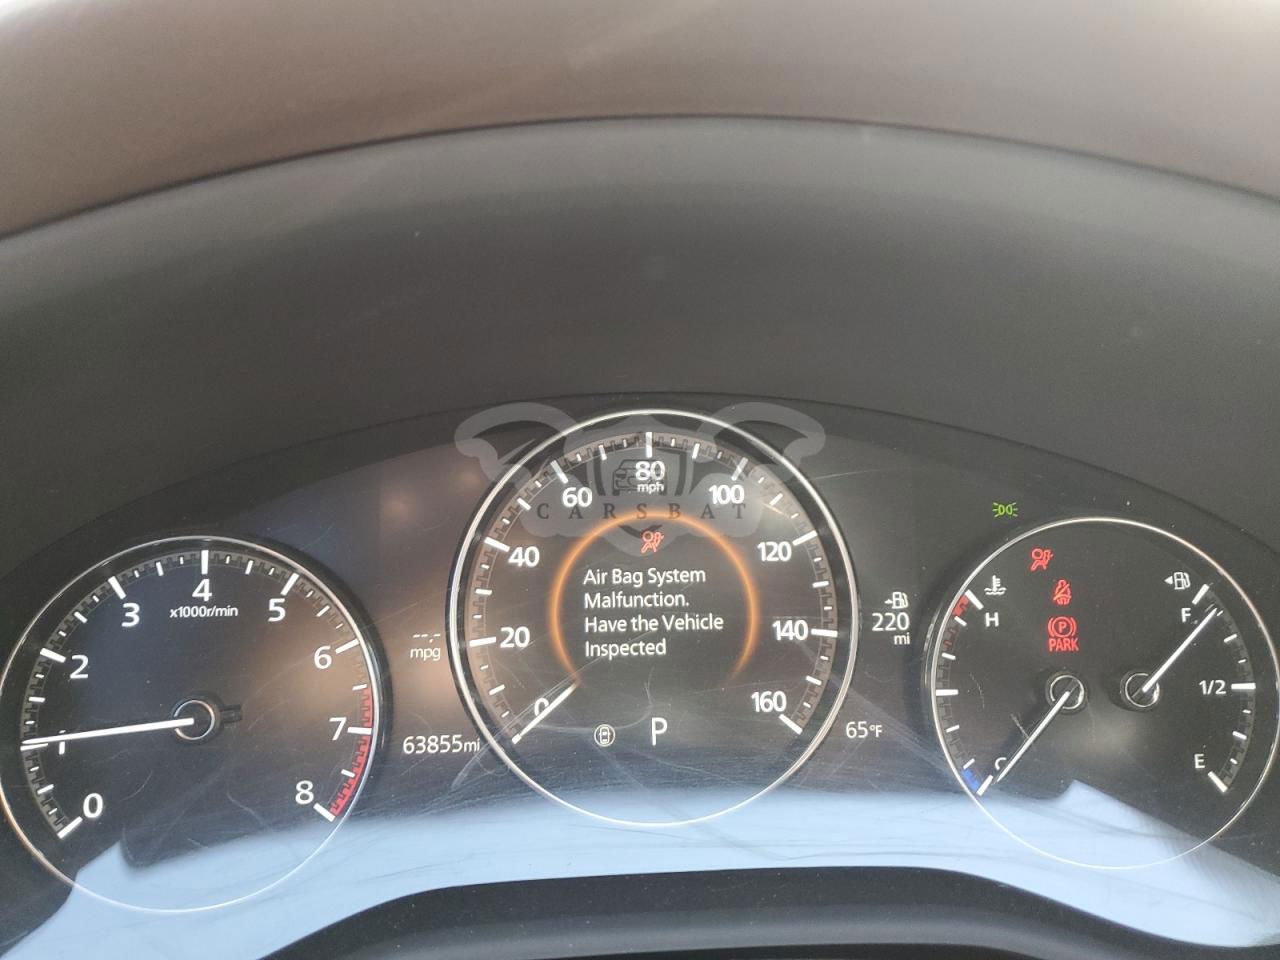 80
mph
60
100
CARSBAT
40
120
Air Bag System
Malfunction.
Have the Vehicle
Inspected
20
140
0
160
P
4
x1000r/min
3
5
2
6
1
7
0
8
--.-
mpg
63855mi
220
mi
65°F
H
C
P
PARK
F
1/2
E